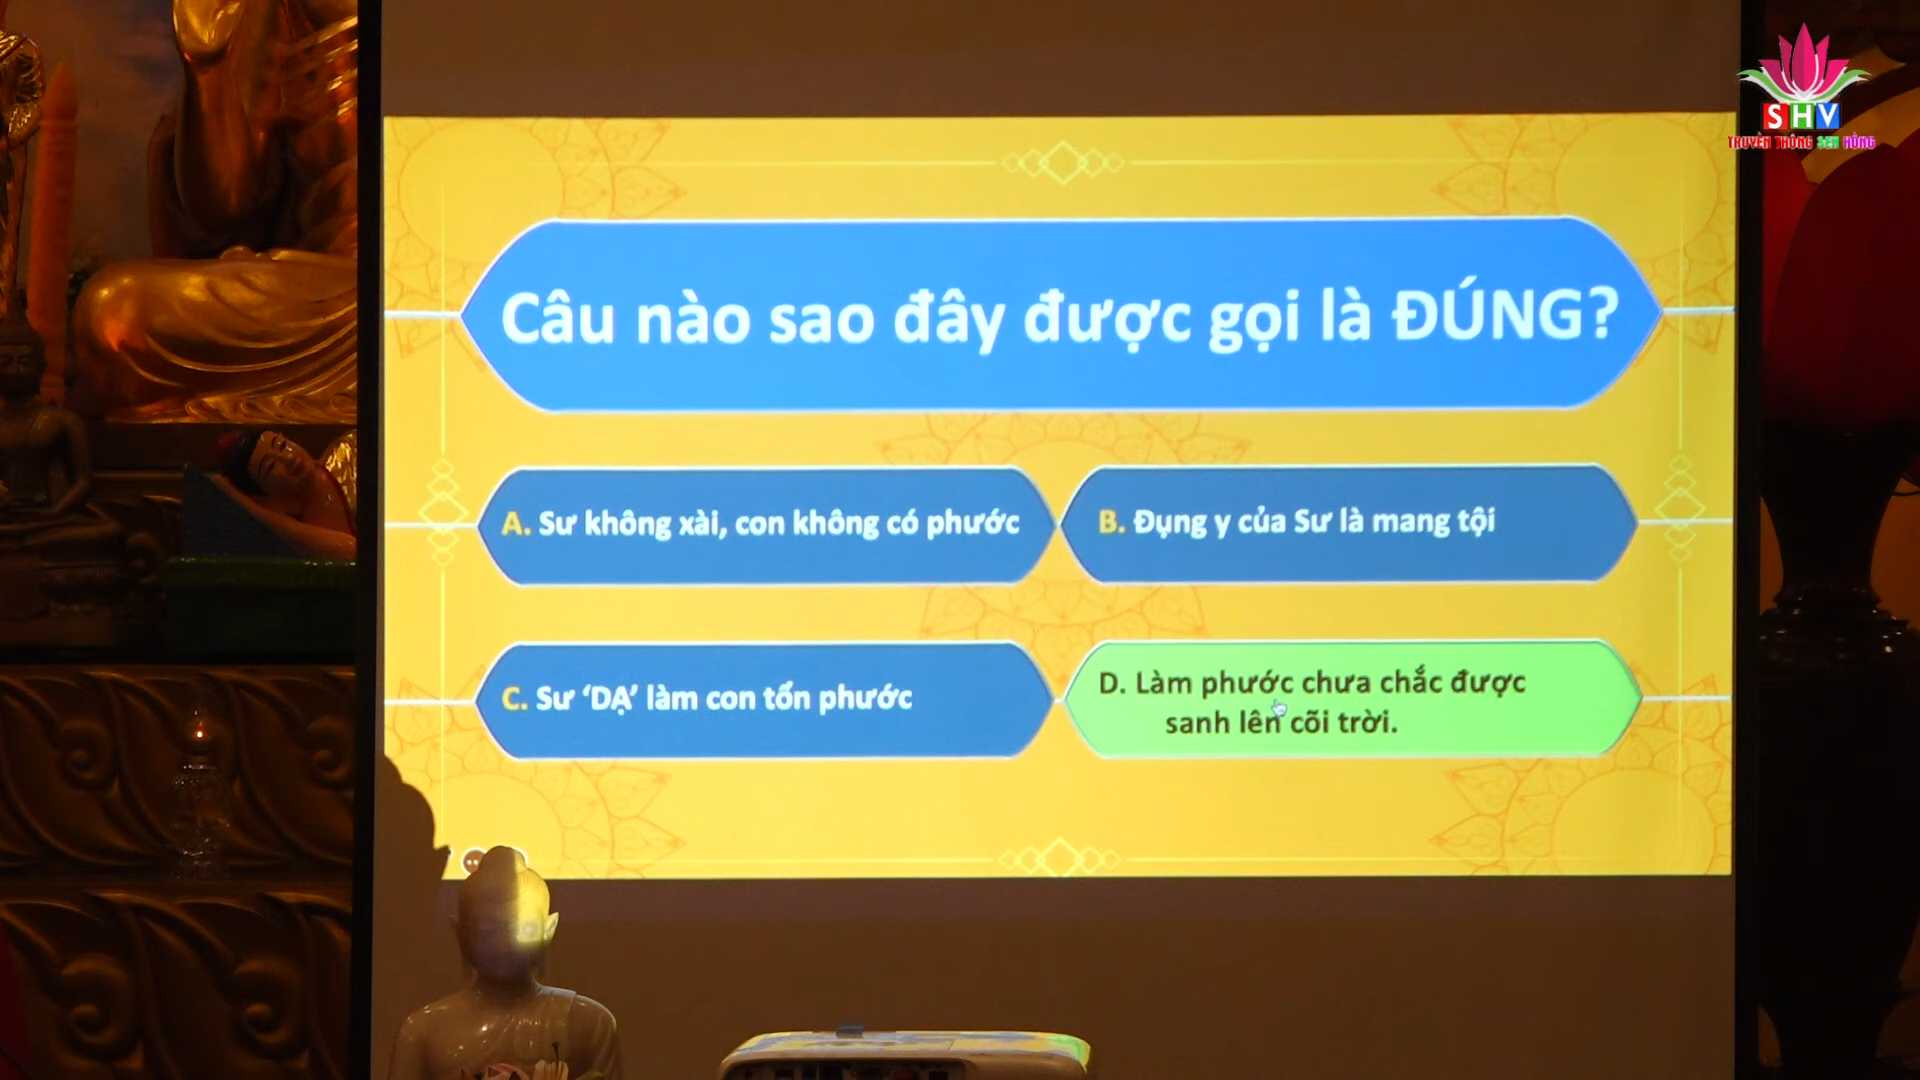 SHV
TRUYỀN THÔNG SEN HỒNG
Câu nào sao đây được gọi là ĐÚNG?
A. Sư không xài, con không có phước
B. Đụng y của Sư là mang tội
C. Sư ‘DẠ’ làm con tổn phước
D. Làm phước chưa chắc được
sanh lên cõi trời.